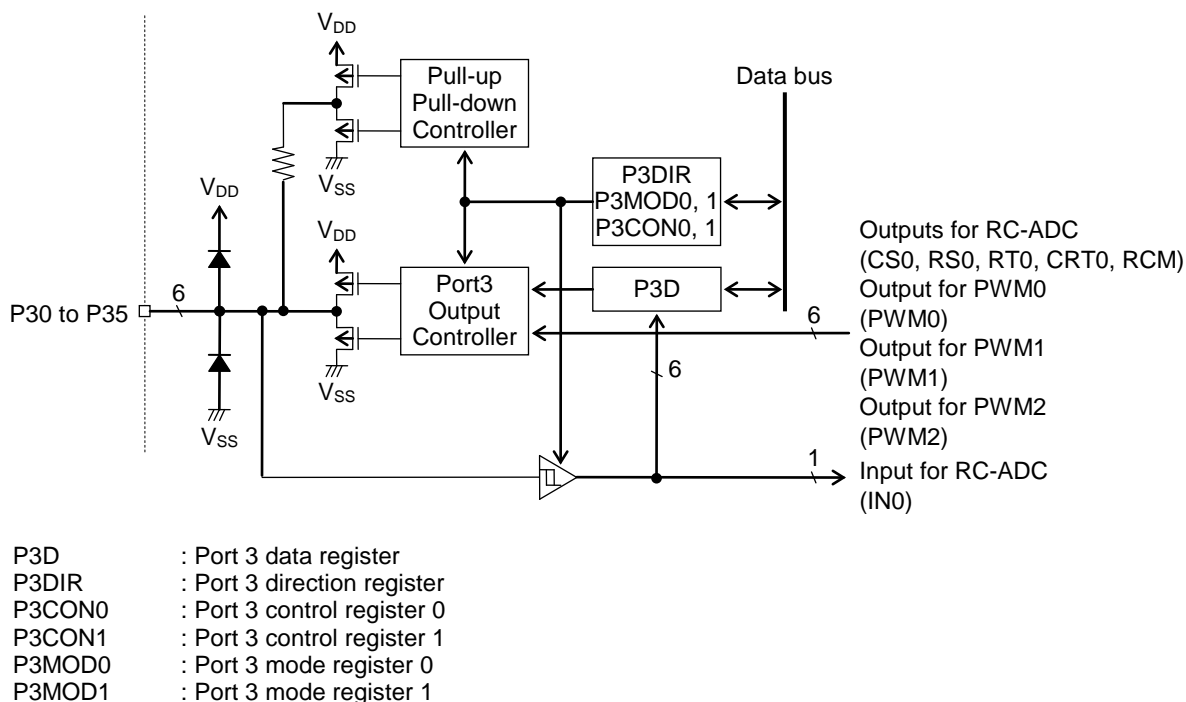 VDD
Pull-up
Pull-down
Controller
VSS
Data bus
P3DIR
P3MOD0, 1
P3CON0, 1
VDD
VDD
Port3
Output
Controller
P3D
P30 to P35
6
VSS
VSS
6
6
Outputs for RC-ADC
(CS0, RS0, RT0, CRT0, RCM)
Output for PWM0
(PWM0)
Output for PWM1
(PWM1)
Output for PWM2
(PWM2)
1
Input for RC-ADC
(IN0)
P3D : Port 3 data register
P3DIR : Port 3 direction register
P3CON0 : Port 3 control register 0
P3CON1 : Port 3 control register 1
P3MOD0 : Port 3 mode register 0
P3MOD1 : Port 3 mode register 1